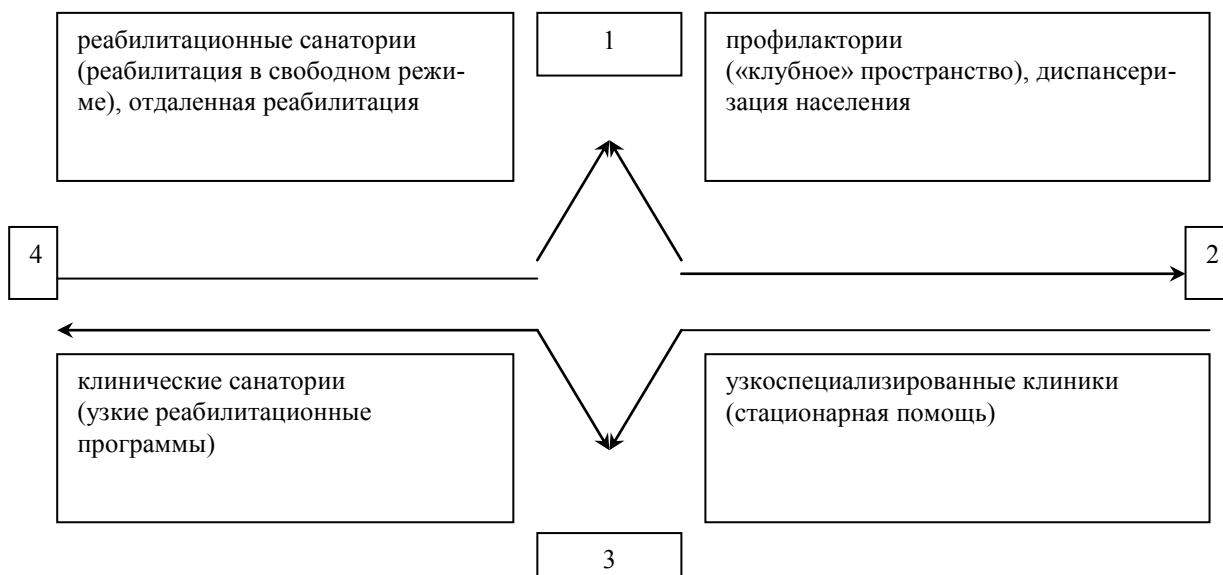 реабилитационные санатории
(реабилитация в свободном режи-
ме), отдаленная реабилитация
1
профилактории
(«клубное» пространство), диспансери-
зация населения
4
2
клинические санатории
(узкие реабилитационные
программы)
узкоспециализированные клиники
(стационарная помощь)
3